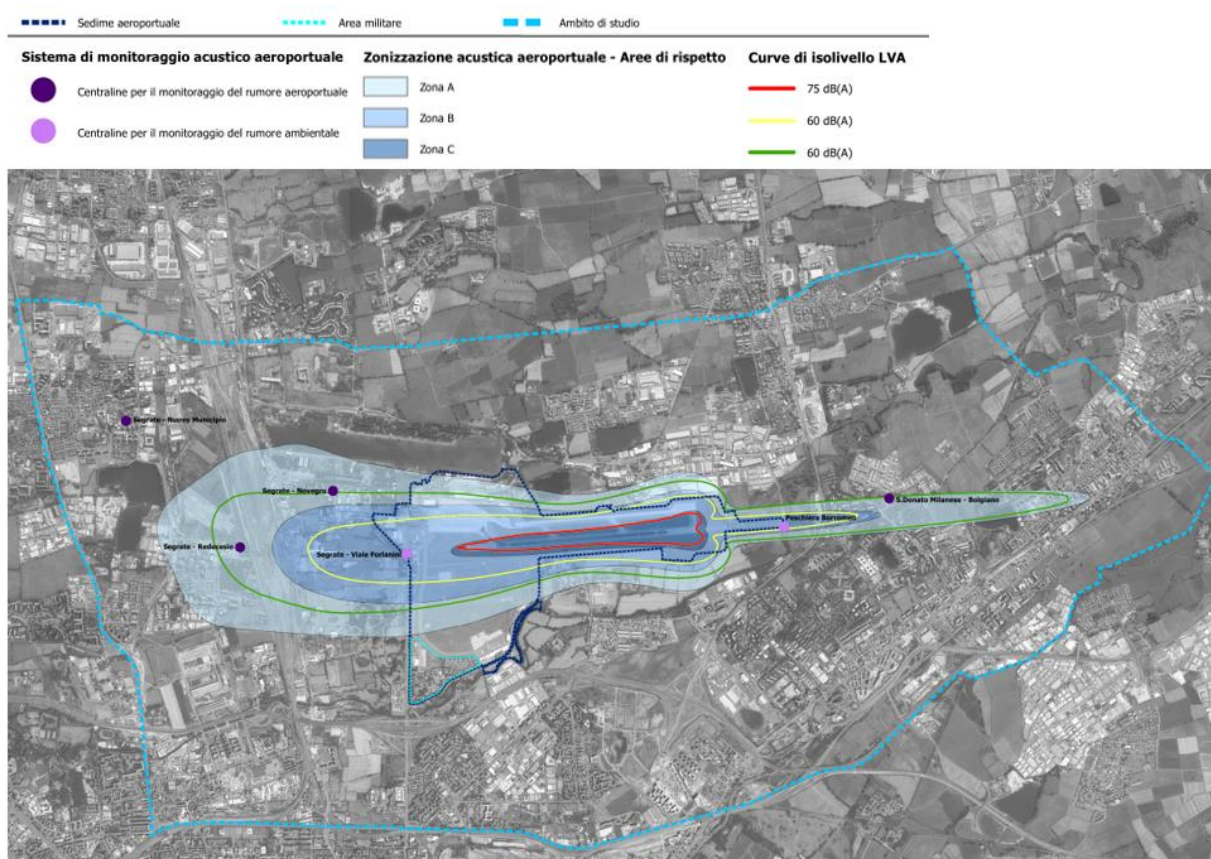 Sedime aeroportuale
Area militare
Ambito di studio
Sistema di monitoraggio acustico aeroportuale
Centraline per il monitoraggio del rumore aeroportuale
Centraline per il monitoraggio del rumore ambientale
Zonizzazione acustica aeroportuale - Aree di rispetto
Zona A
Zona B
Zona C
Curve di isolivello LVA
75 dB(A)
60 dB(A)
60 dB(A)
Segrate - Nuovo Municipio
Segrate - Novegro
S.Donato Milanese - Bolgiano
Peschiera Borromeo
Segrate - Redecesio
Segrate - Viale Forlanini